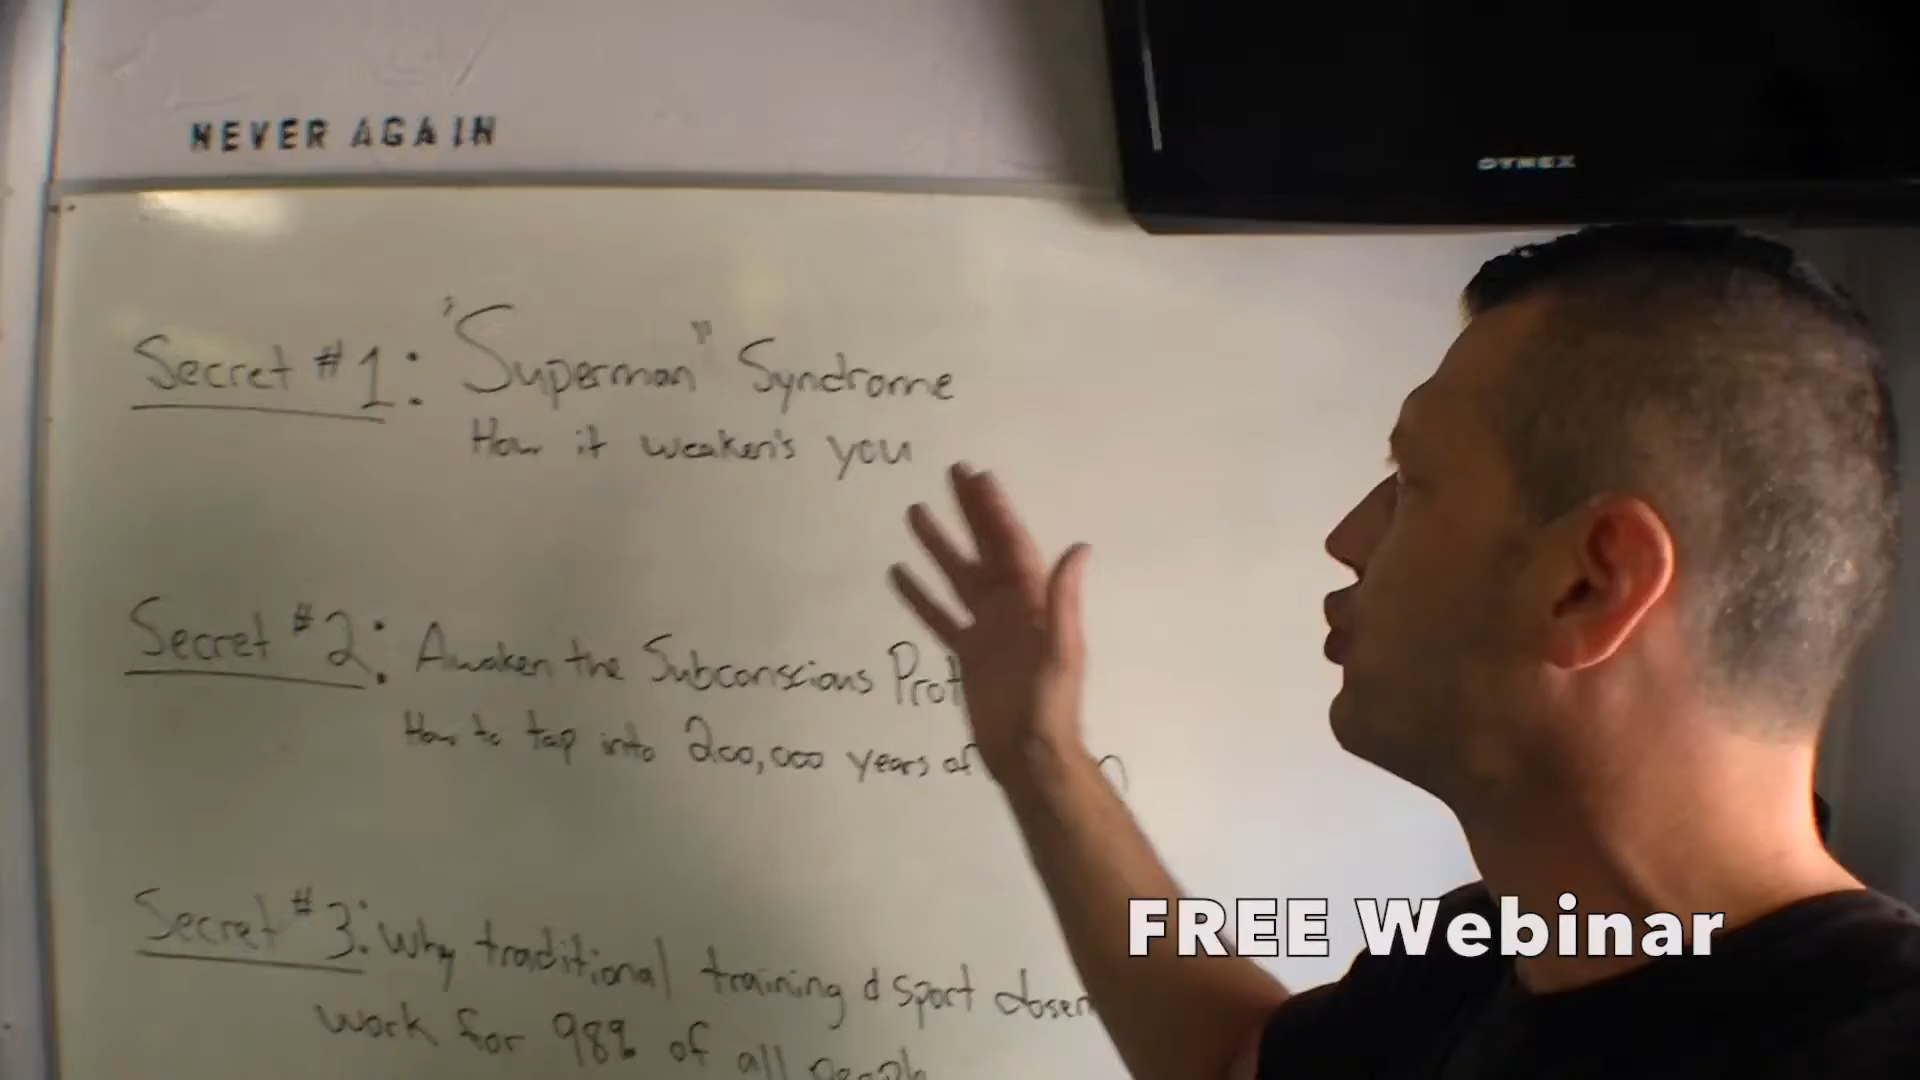 NEVER AGAIN
DYNEX
Secret #1: "Superman" Syndrome
How it weaken's you
Secret #2: Awaken the Subconscious Prot
How to tap into 200,000 years of
Secret #3: Why traditional training & sport
work for 98% of all
FREE Webinar